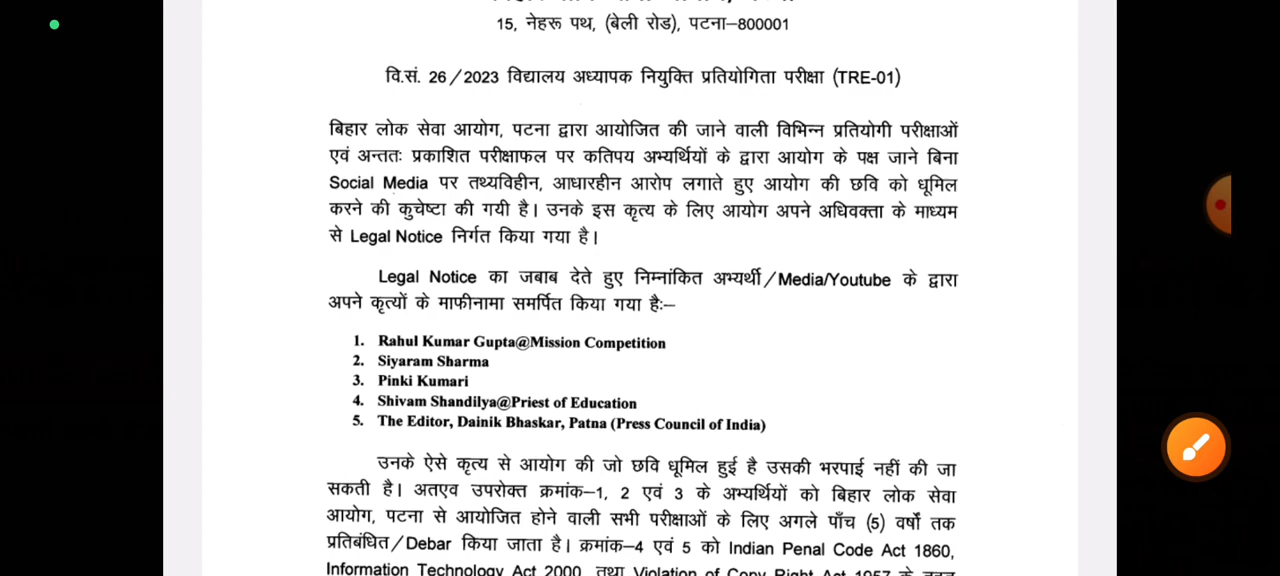 15, नेहरू पथ, (बेली रोड), पटना–800001
वि.सं. 26/2023 विद्यालय अध्यापक नियुक्ति प्रतियोगिता परीक्षा (TRE-01)
बिहार लोक सेवा आयोग, पटना द्वारा आयोजित की जाने वाली विभिन्न प्रतियोगी परीक्षाओं
एवं अन्ततः प्रकाशित परीक्षाफल पर कतिपय अभ्यर्थियों के द्वारा आयोग के पक्ष जाने बिना
Social Media पर तथ्यविहीन, आधारहीन आरोप लगाते हुए आयोग की छवि को धूमिल
करने की कुचेष्टा की गयी है। उनके इस कृत्य के लिए आयोग अपने अधिवक्ता के माध्यम
से Legal Notice निर्गत किया गया है।
Legal Notice का जबाब देते हुए निम्नांकित अभ्यर्थी/Media/Youtube के द्वारा
अपने कृत्यों के माफीनामा समर्पित किया गया है:–
1. Rahul Kumar Gupta@Mission Competition
2. Siyaram Sharma
3. Pinki Kumari
4. Shivam Shandilya@Priest of Education
5. The Editor, Dainik Bhaskar, Patna (Press Council of India)
उनके ऐसे कृत्य से आयोग की जो छवि धूमिल हुई है उसकी भरपाई नहीं की जा
सकती है। अतएव उपरोक्त क्रमांक–1, 2 एवं 3 के अभ्यर्थियों को बिहार लोक सेवा
आयोग, पटना से आयोजित होने वाली सभी परीक्षाओं के लिए अगले पाँच (5) वर्षों तक
प्रतिबंधित/Debar किया जाता है। क्रमांक–4 एवं 5 को Indian Penal Code Act 1860,
Information Technology Act 2000, तथा Violation of Copy Right Act 1957 के तहत